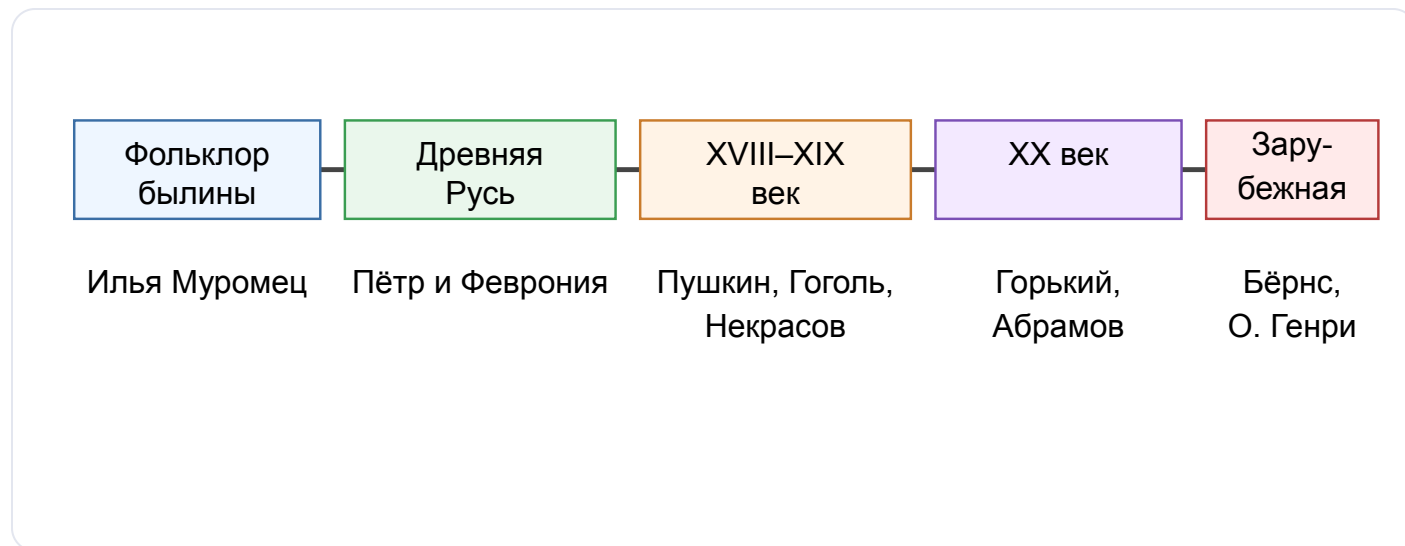 Фольклор
былины
Древняя
Русь
XVIII–XIX
век
XX век
Зару-
бежная
Илья Муромец
Пётр и Феврония
Пушкин, Гоголь,
Некрасов
Горький,
Абрамов
Бёрнс,
О. Генри